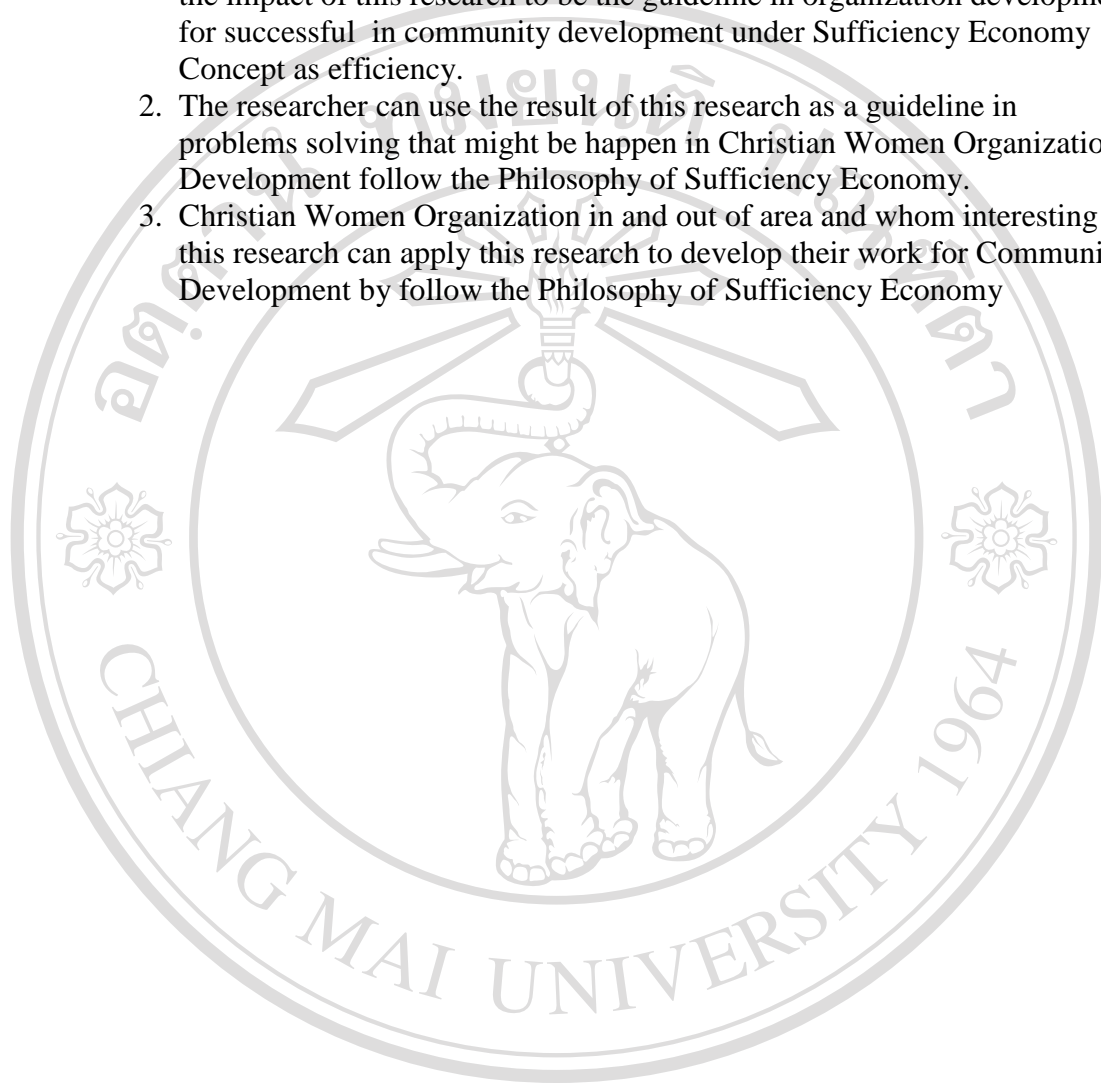 the impact of this research to be the guideline in organization developme
for successful in community development under Sufficiency Economy
Concept as efficiency.
2. The researcher can use the result of this research as a guideline in
problems solving that might be happen in Christian Women Organizatio
Development follow the Philosophy of Sufficiency Economy.
3. Christian Women Organization in and out of area and whom interesting
this research can apply this research to develop their work for Communi
Development by follow the Philosophy of Sufficiency Economy
CHIANG MAI UNIVERSITY 1964